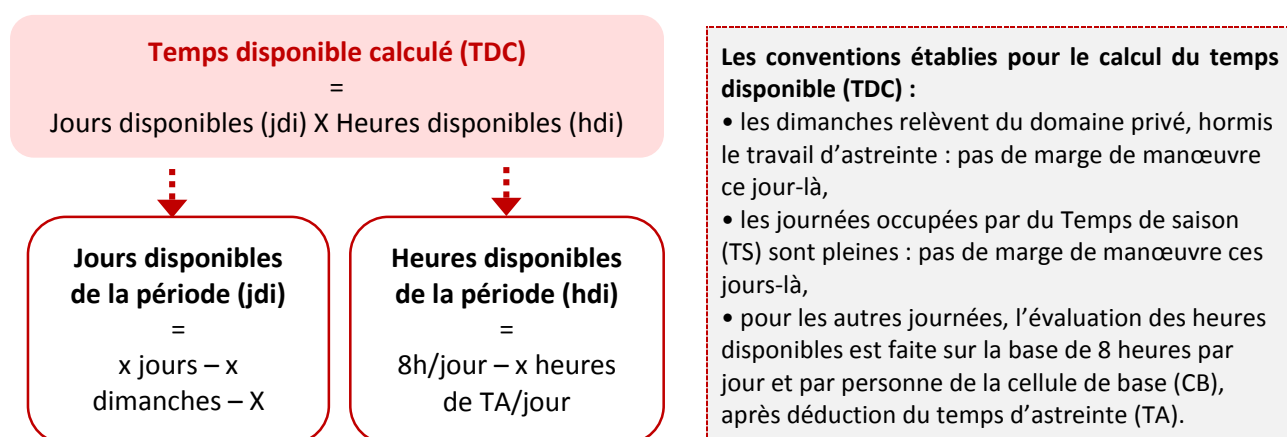 Temps disponible calculé (TDC)
=
Jours disponibles (jdi) X Heures disponibles (hdi)
Jours disponibles
de la période (jdi)
=
x jours – x
dimanches – X
Heures disponibles
de la période (hdi)
=
8h/jour – x heures
de TA/jour
Les conventions établies pour le calcul du temps
disponible (TDC) :
• les dimanches relèvent du domaine privé, hormis
le travail d’astreinte : pas de marge de manœuvre
ce jour-là,
• les journées occupées par du Temps de saison
(TS) sont pleines : pas de marge de manœuvre ces
jours-là,
• pour les autres journées, l’évaluation des heures
disponibles est faite sur la base de 8 heures par
jour et par personne de la cellule de base (CB),
après déduction du temps d’astreinte (TA).